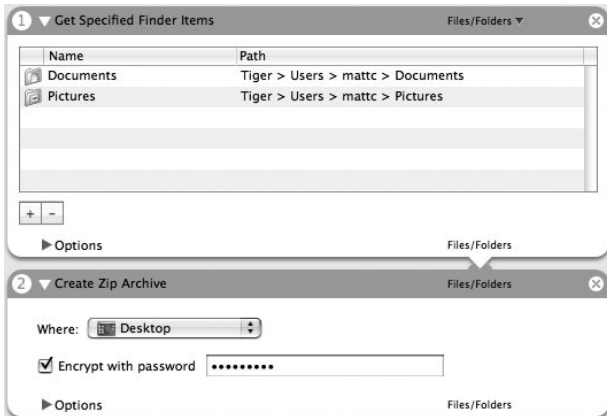 1 Get Specified Finder Items Files/Folders
Name Path
Documents Tiger > Users > mattc > Documents
Pictures Tiger > Users > mattc > Pictures
+ -
Options Files/Folders
2 Create Zip Archive Files/Folders
Where: Desktop
Encrypt with password •••••••••
Options Files/Folders